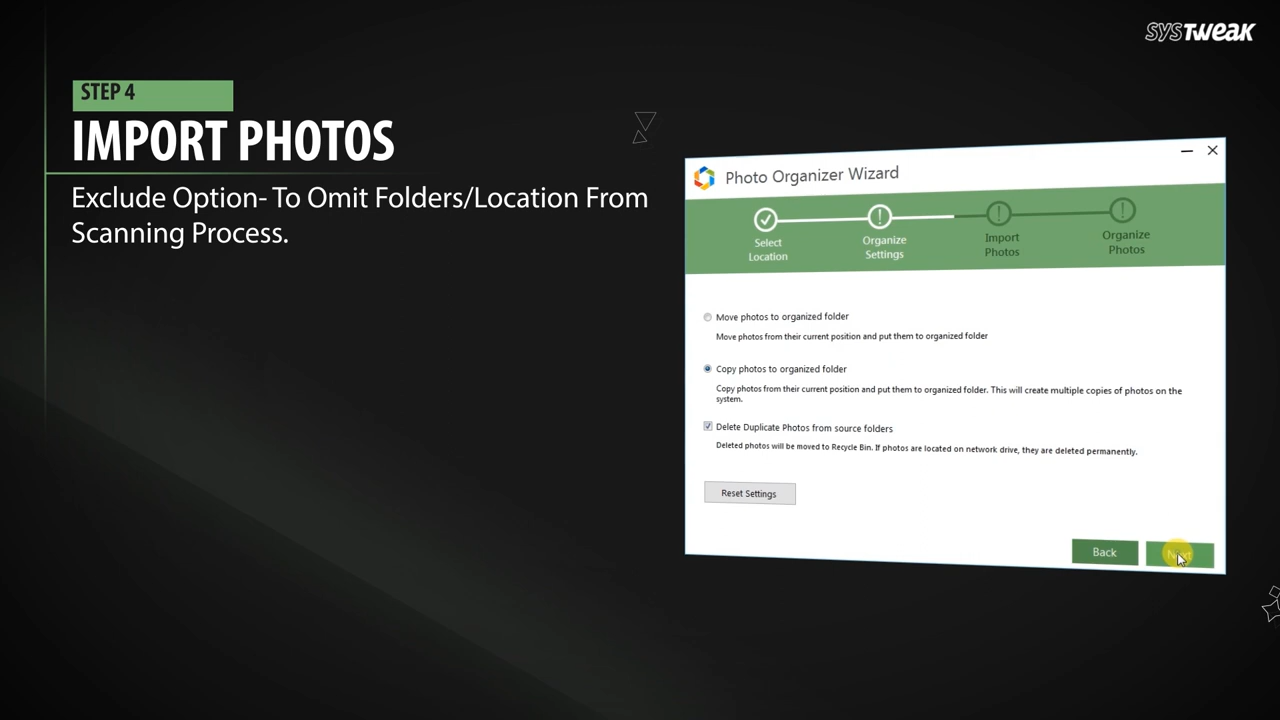 SYSTweak
STEP 4
IMPORT PHOTOS
Exclude Option- To Omit Folders/Location From
Scanning Process.
Photo Organizer Wizard
Select
Location
Organize
Settings
Import
Photos
Organize
Photos
Move photos to organized folder
Move photos from their current position and put them to organized folder
Copy photos to organized folder
Copy photos from their current position and put them to organized folder. This will create multiple copies of photos on the
system.
Delete Duplicate Photos from source folders
Deleted photos will be moved to Recycle Bin. If photos are located on network drive, they are deleted permanently.
Reset Settings
Back
Next